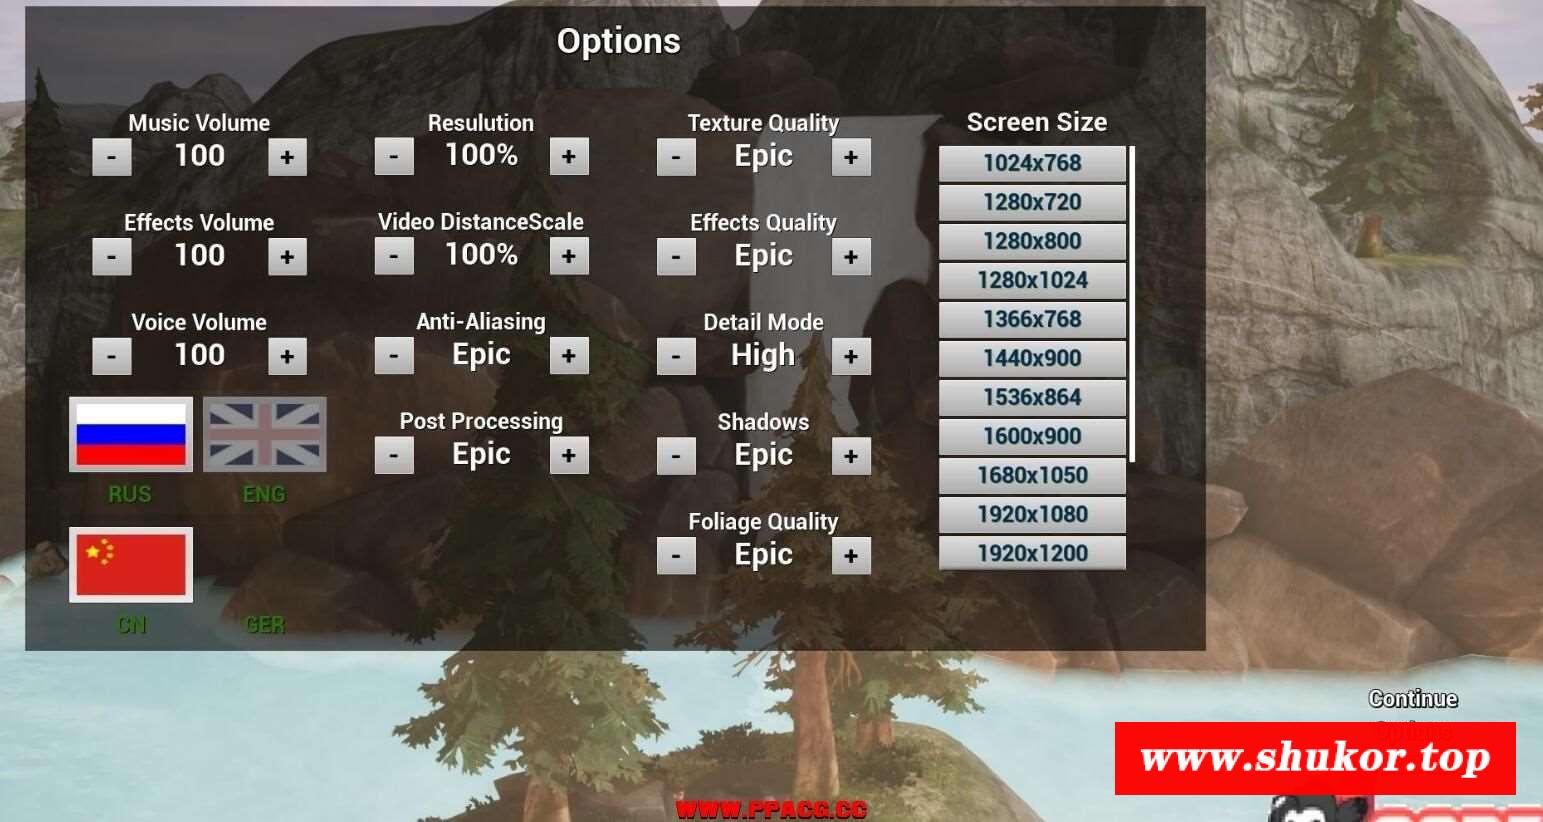 Options
Music Volume
- 100 +
Effects Volume
- 100 +
Voice Volume
- 100 +
RUS
ENG
CN
GER
Resulution
- 100% +
Video DistanceScale
- 100% +
Anti-Aliasing
- Epic +
Post Processing
- Epic +
Texture Quality
- Epic +
Effects Quality
- Epic +
Detail Mode
- High +
Shadows
- Epic +
Foliage Quality
- Epic +
Screen Size
1024x768
1280x720
1280x800
1280x1024
1366x768
1440x900
1536x864
1600x900
1680x1050
1920x1080
1920x1200
Continue
Options
www.shukor.top
WWW.PPACG.CC